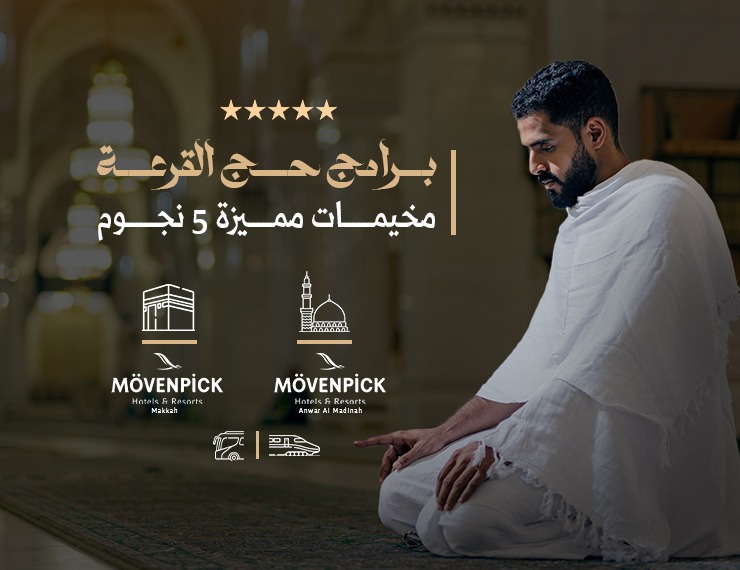 برامج حج القرعة
مخيمات مميزة 5 نجوم
MÖVENPICK
Hotels & Resorts
Makkah
MÖVENPICK
Hotels & Resorts
Anwar Al Madinah